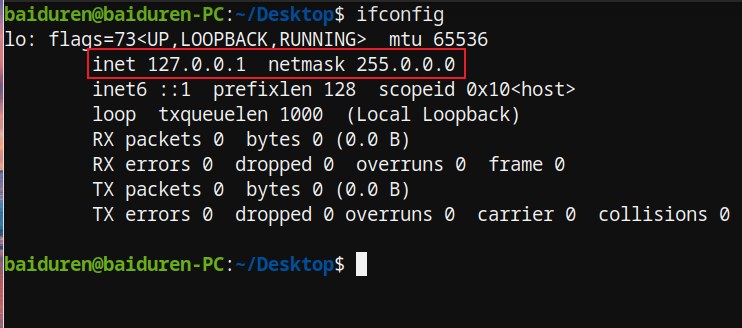 baiduren@baiduren-PC:~/Desktop$ ifconfig
lo: flags=73<UP,LOOPBACK,RUNNING>  mtu 65536
        inet 127.0.0.1  netmask 255.0.0.0
        inet6 ::1  prefixlen 128  scopeid 0x10<host>
        loop  txqueuelen 1000  (Local Loopback)
        RX packets 0  bytes 0 (0.0 B)
        RX errors 0  dropped 0  overruns 0  frame 0
        TX packets 0  bytes 0 (0.0 B)
        TX errors 0  dropped 0 overruns 0  carrier 0  collisions 0
baiduren@baiduren-PC:~/Desktop$